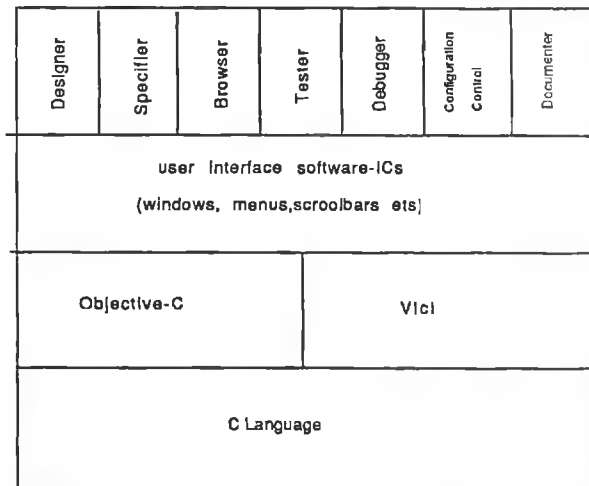 Designer
Specifier
Browser
Tester
Debugger
Configuration
Control
Documenter
user interface software-ICs
(windows, menus,scroolbars ets)
Objective-C
Vici
C Language